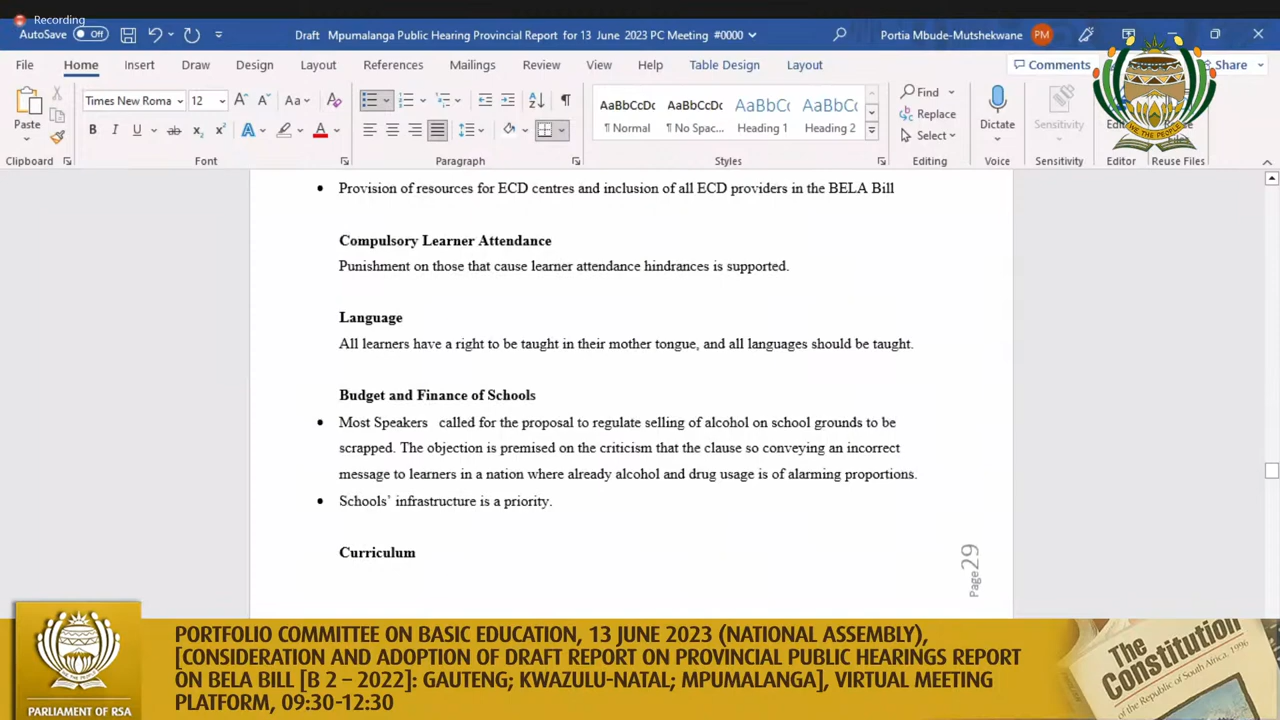 Recording
AutoSave Off
Draft Mpumalanga Public Hearing Provincial Report for 13 June 2023 PC Meeting #0000
Portia Mbude-Mutshekwane PM
File Home Insert Draw Design Layout References Mailings Review View Help Table Design Layout Comments Share
Paste
Times New Roma 12
AaBbCcDc AaBbCcDc AaBbCc AaBbCcD
¶ Normal ¶ No Spac... Heading 1 Heading 2
Find
Replace
Select
Dictate Sensitivity
WE THE PEOPLE
Clipboard Font Paragraph Styles Editing Voice Sensitivity Editor Reuse Files
Provision of resources for ECD centres and inclusion of all ECD providers in the BELA Bill
Compulsory Learner Attendance
Punishment on those that cause learner attendance hindrances is supported.
Language
All learners have a right to be taught in their mother tongue, and all languages should be taught.
Budget and Finance of Schools
Most Speakers called for the proposal to regulate selling of alcohol on school grounds to be
scrapped. The objection is premised on the criticism that the clause so conveying an incorrect
message to learners in a nation where already alcohol and drug usage is of alarming proportions.
Schools' infrastructure is a priority.
Curriculum
Page 29
PORTFOLIO COMMITTEE ON BASIC EDUCATION, 13 JUNE 2023 (NATIONAL ASSEMBLY),
[CONSIDERATION AND ADOPTION OF DRAFT REPORT ON PROVINCIAL PUBLIC HEARINGS REPORT
ON BELA BILL [B 2 – 2022]: GAUTENG; KWAZULU-NATAL; MPUMALANGA], VIRTUAL MEETING
PLATFORM, 09:30-12:30
PARLIAMENT OF RSA
The
Constitution
of the Republic of South Africa, 1996